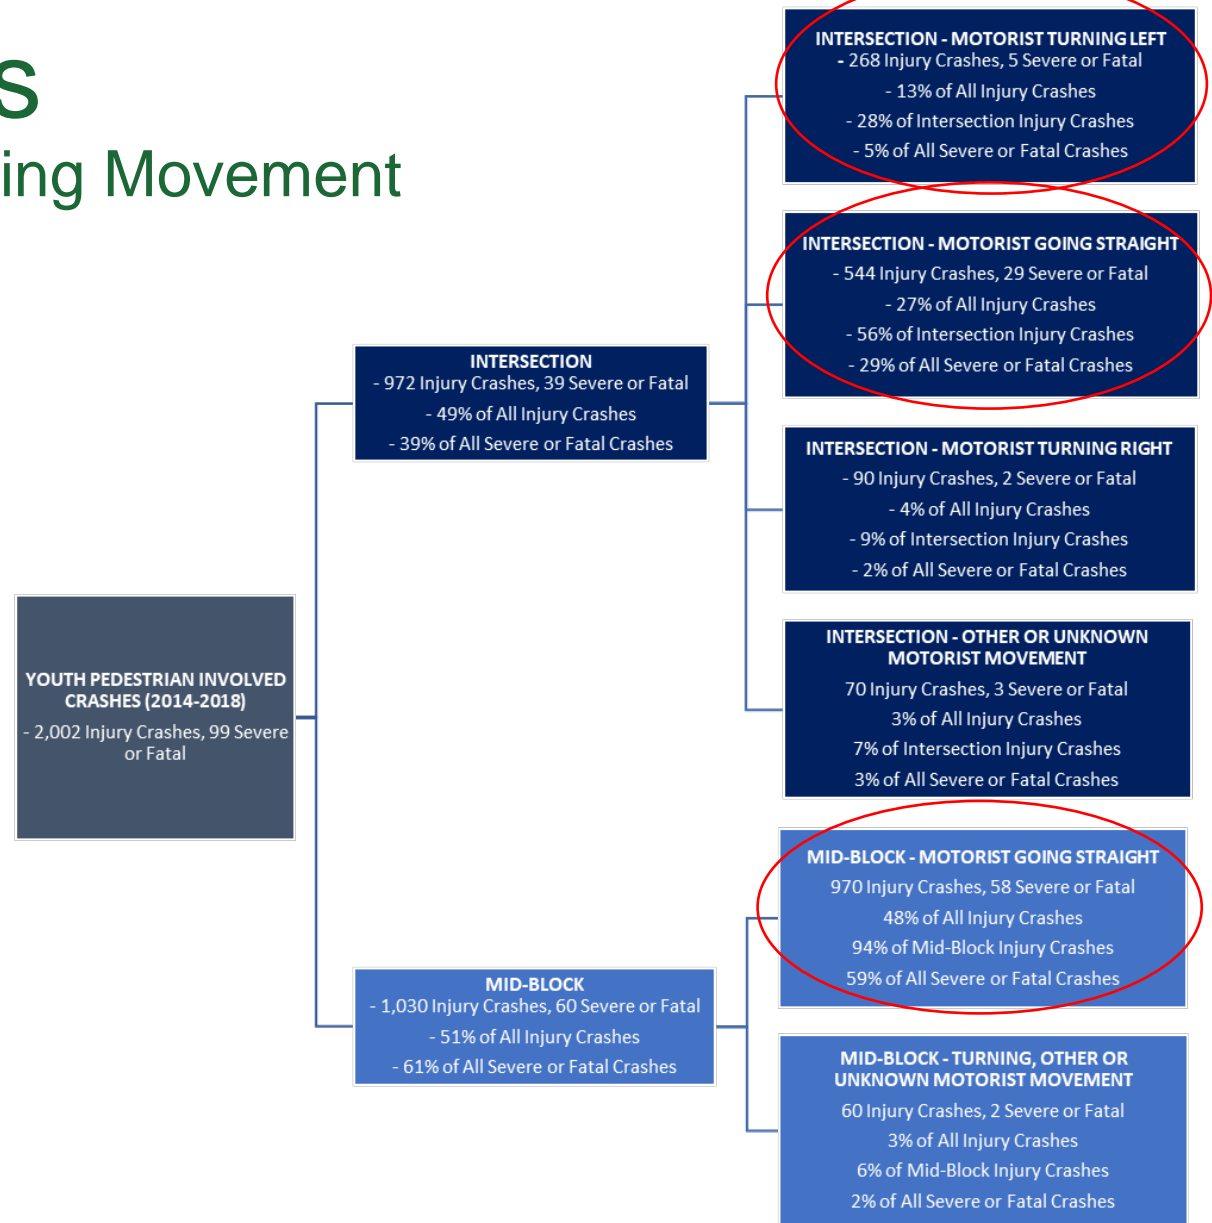 s
ing Movement
YOUTH PEDESTRIAN INVOLVED
CRASHES (2014-2018)
- 2,002 Injury Crashes, 99 Severe
or Fatal
INTERSECTION
- 972 Injury Crashes, 39 Severe or Fatal
- 49% of All Injury Crashes
- 39% of All Severe or Fatal Crashes
INTERSECTION - MOTORIST TURNING LEFT
- 268 Injury Crashes, 5 Severe or Fatal
- 13% of All Injury Crashes
- 28% of Intersection Injury Crashes
- 5% of All Severe or Fatal Crashes
INTERSECTION - MOTORIST GOING STRAIGHT
- 544 Injury Crashes, 29 Severe or Fatal
- 27% of All Injury Crashes
- 56% of Intersection Injury Crashes
- 29% of All Severe or Fatal Crashes
INTERSECTION - MOTORIST TURNING RIGHT
- 90 Injury Crashes, 2 Severe or Fatal
- 4% of All Injury Crashes
- 9% of Intersection Injury Crashes
- 2% of All Severe or Fatal Crashes
INTERSECTION - OTHER OR UNKNOWN
MOTORIST MOVEMENT
70 Injury Crashes, 3 Severe or Fatal
3% of All Injury Crashes
7% of Intersection Injury Crashes
3% of All Severe or Fatal Crashes
MID-BLOCK
- 1,030 Injury Crashes, 60 Severe or Fatal
- 51% of All Injury Crashes
- 61% of All Severe or Fatal Crashes
MID-BLOCK - MOTORIST GOING STRAIGHT
970 Injury Crashes, 58 Severe or Fatal
48% of All Injury Crashes
94% of Mid-Block Injury Crashes
59% of All Severe or Fatal Crashes
MID-BLOCK - TURNING, OTHER OR
UNKNOWN MOTORIST MOVEMENT
60 Injury Crashes, 2 Severe or Fatal
3% of All Injury Crashes
6% of Mid-Block Injury Crashes
2% of All Severe or Fatal Crashes